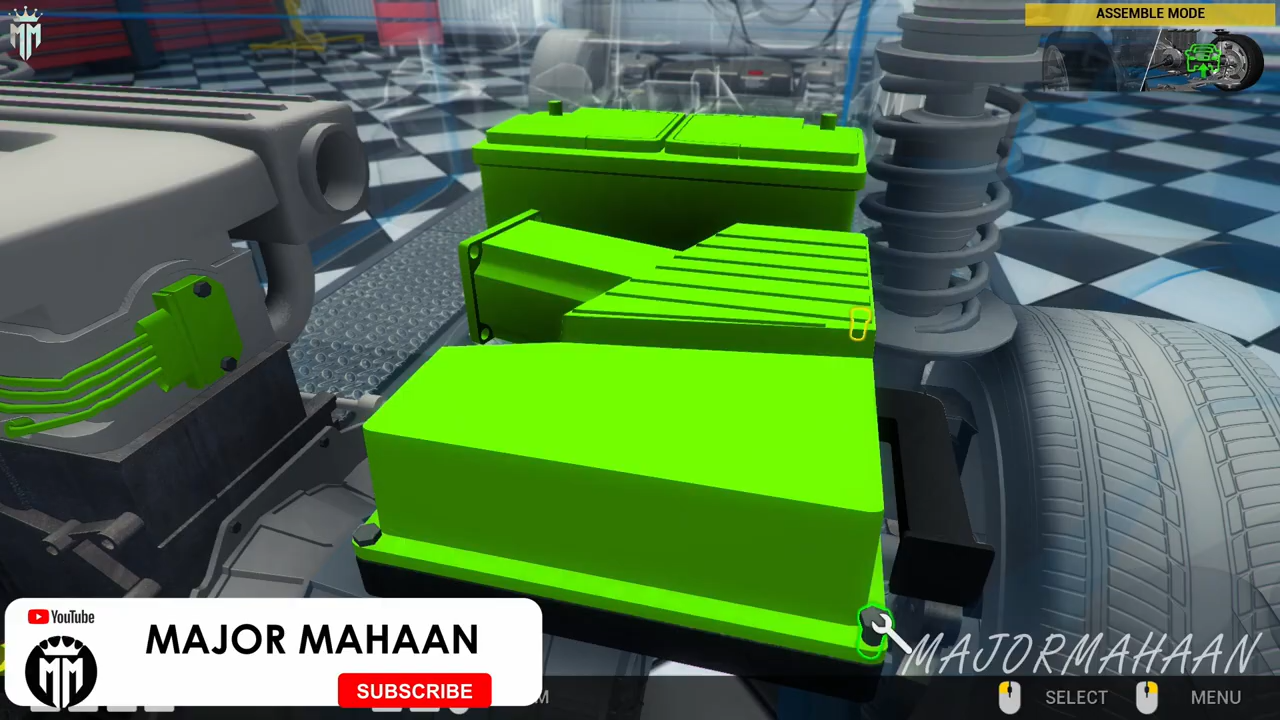 ASSEMBLE MODE
YouTube
MAJOR MAHAAN
SUBSCRIBE
MAJORMAHAAN
SELECT
MENU